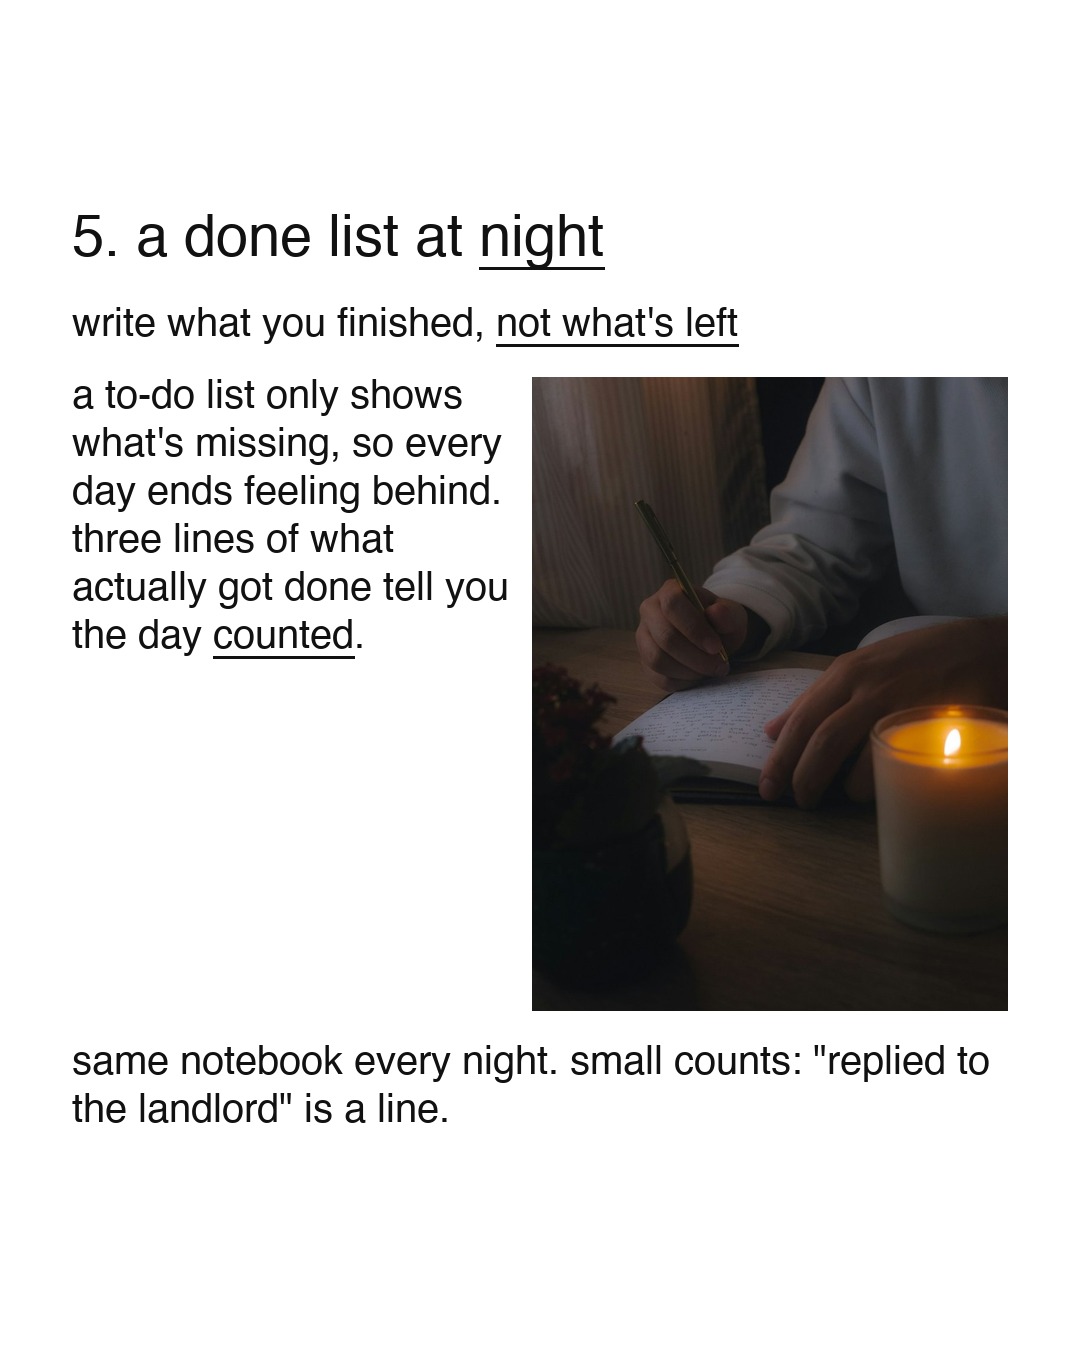 5. a done list at night
write what you finished, not what's left
a to-do list only shows
what's missing, so every
day ends feeling behind.
three lines of what
actually got done tell you
the day counted.
same notebook every night. small counts: "replied to
the landlord" is a line.